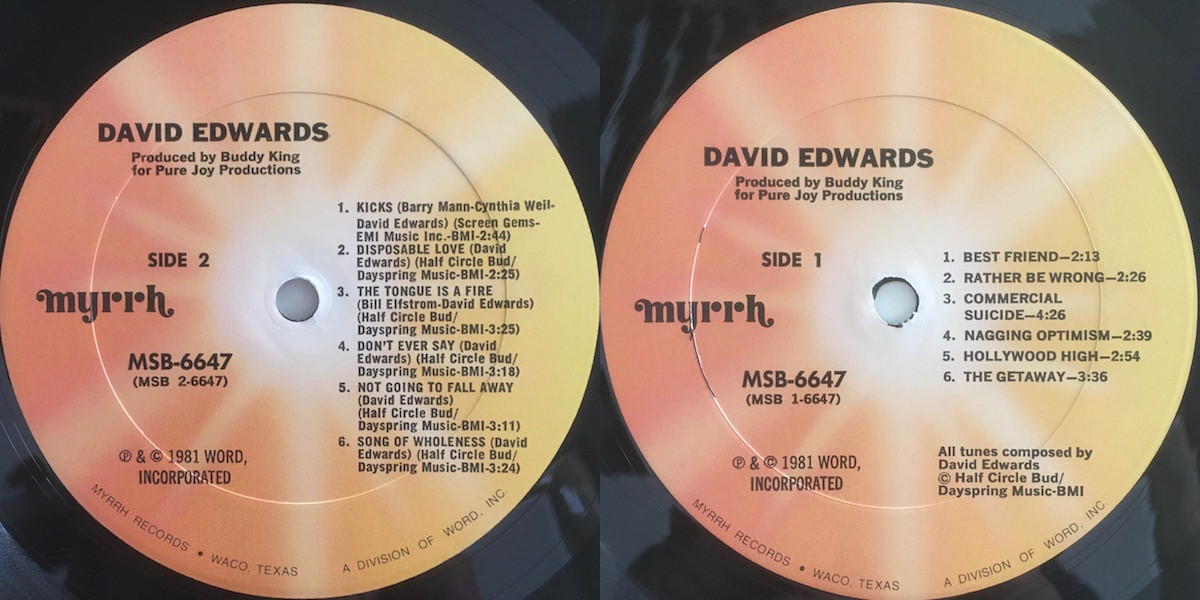 DAVID EDWARDS
Produced by Buddy King
for Pure Joy Productions
SIDE 2
myrrh
MSB-6647
(MSB 2-6647)
℗ & © 1981 WORD,
INCORPORATED
1. KICKS (Barry Mann-Cynthia Weil-
David Edwards) (Screen Gems-
EMI Music Inc.-BMI-2:44)
2. DISPOSABLE LOVE (David
Edwards) (Half Circle Bud/
Dayspring Music-BMI-2:25)
3. THE TONGUE IS A FIRE
(Bill Elfstrom-David Edwards)
(Half Circle Bud/
Dayspring Music-BMI-3:25)
4. DON'T EVER SAY (David
Edwards) (Half Circle Bud/
Dayspring Music-BMI-3:18)
5. NOT GOING TO FALL AWAY
(David Edwards)
(Half Circle Bud/
Dayspring Music-BMI-3:11)
6. SONG OF WHOLENESS (David
Edwards) (Half Circle Bud/
Dayspring Music-BMI-3:24)
MYRRH RECORDS • WACO, TEXAS A DIVISION OF WORD, INC.
DAVID EDWARDS
Produced by Buddy King
for Pure Joy Productions
SIDE 1
myrrh
MSB-6647
(MSB 1-6647)
℗ & © 1981 WORD,
INCORPORATED
1. BEST FRIEND—2:13
2. RATHER BE WRONG—2:26
3. COMMERCIAL
SUICIDE—4:26
4. NAGGING OPTIMISM—2:39
5. HOLLYWOOD HIGH—2:54
6. THE GETAWAY—3:36
All tunes composed by
David Edwards
© Half Circle Bud/
Dayspring Music-BMI
MYRRH RECORDS • WACO, TEXAS A DIVISION OF WORD, INC.